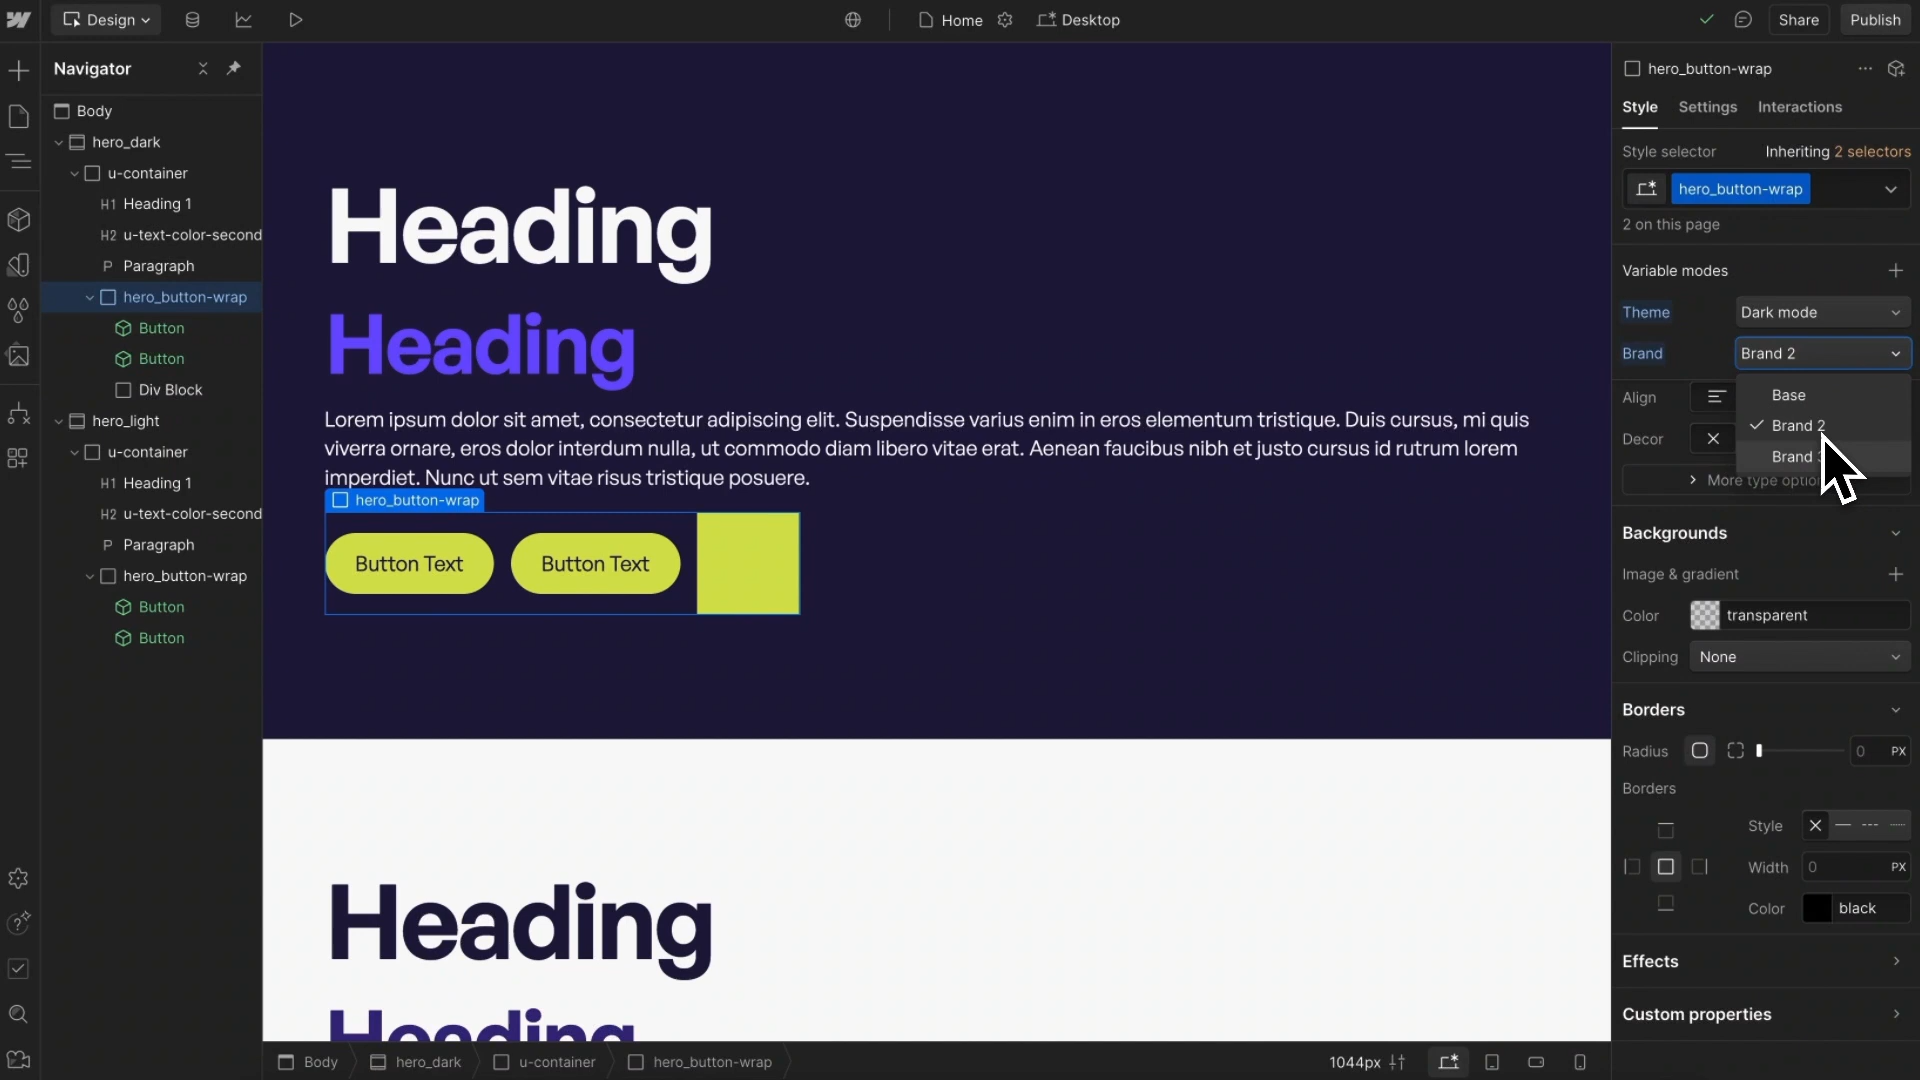 Design
Home
Desktop
Share
Publish
Navigator
Body
hero_dark
u-container
H1 Heading 1
H2 u-text-color-second
P Paragraph
hero_button-wrap
Button
Button
Div Block
hero_light
u-container
H1 Heading 1
H2 u-text-color-second
P Paragraph
hero_button-wrap
Button
Button
Heading
Heading
Lorem ipsum dolor sit amet, consectetur adipiscing elit. Suspendisse varius enim in eros elementum tristique. Duis cursus, mi quis
viverra ornare, eros dolor interdum nulla, ut commodo diam libero vitae erat. Aenean faucibus nibh et justo cursus id rutrum lorem
imperdiet. Nunc ut sem vitae risus tristique posuere.
hero_button-wrap
Button Text
Button Text
Heading
Heading
Body
hero_dark
u-container
hero_button-wrap
1044px
hero_button-wrap
Style
Settings
Interactions
Style selector
Inheriting 2 selectors
hero_button-wrap
2 on this page
Variable modes
Theme
Dark mode
Brand
Brand 2
Base
Brand 2
Brand
Align
Decor
More type
Backgrounds
Image & gradient
Color
transparent
Clipping
None
Borders
Radius
0 PX
Borders
Style
Width
0 PX
Color
black
Effects
Custom properties